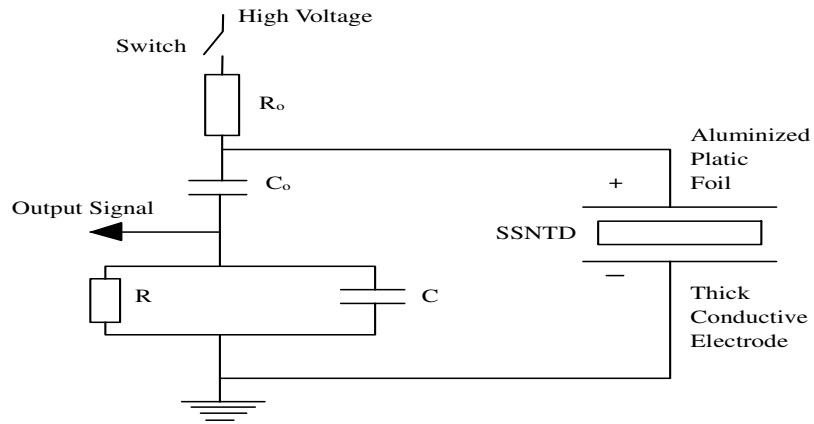 High Voltage
Switch
Rₒ
Aluminized
Platic
Foil
Cₒ
+
Output Signal
SSNTD
R
C
−
Thick
Conductive
Electrode